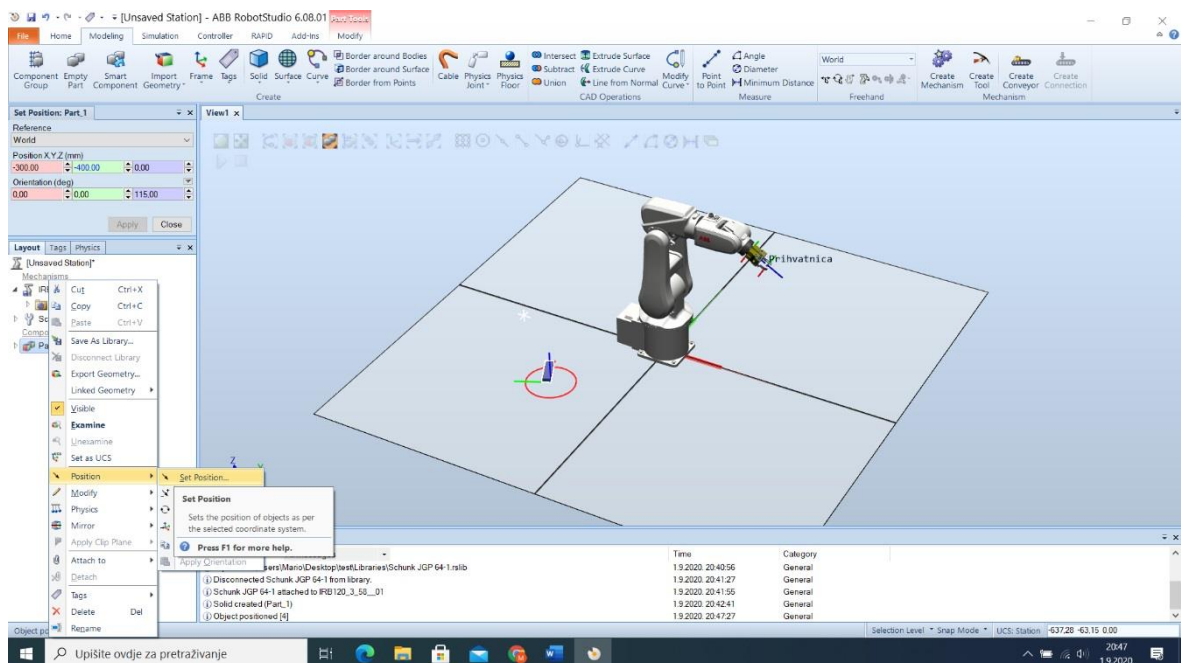 [Unsaved Station] - ABB RobotStudio 6.08.01
Part Tools
File Home Modeling Simulation Controller RAPID Add-Ins Modify
Component Group
Empty Part
Smart Component
Import Geometry
Frame
Tags
Solid
Surface
Curve
Border around Bodies
Border around Surface
Border from Points
Create
Cable
Physics Joint
Physics Floor
Intersect
Subtract
Union
Extrude Surface
Extrude Curve
Line from Normal
Modify Curve
CAD Operations
Point to Point
Angle
Diameter
Minimum Distance
Measure
World
Freehand
Create Mechanism
Create Tool
Create Conveyor
Create Connection
Mechanism
Set Position: Part_1
View1
Reference
World
Position X,Y,Z (mm)
-300,00 -400,00 0,00
Orientation (deg)
0,00 0,00 115,00
Apply Close
Layout Tags Physics
[Unsaved Station]*
Mechanisms
Cut Ctrl+X
Copy Ctrl+C
Paste Ctrl+V
Save As Library...
Disconnect Library
Export Geometry...
Linked Geometry
Visible
Examine
Unexamine
Set as UCS
Position
Modify
Physics
Mirror
Apply Clip Plane
Attach to
Detach
Tags
Delete Del
Rename
Set Position...
Set Position
Sets the position of objects as per
the selected coordinate system.
Press F1 for more help.
Apply Orientation
Prihvatnica
ABB
Z
Time Category
sers\Mario\Desktop\test\Libraries\Schunk JGP 64-1.rslib 1.9.2020. 20:40:56 General
Disconnected Schunk JGP 64-1 from library. 1.9.2020. 20:41:27 General
Schunk JGP 64-1 attached to IRB120_3_58__01 1.9.2020. 20:41:55 General
Solid created (Part_1) 1.9.2020. 20:42:41 General
Object positioned [4] 1.9.2020. 20:47:27 General
Object po
Selection Level Snap Mode UCS: Station -637,28 -63,15 0,00
Upišite ovdje za pretraživanje
20:47
1.9.2020.